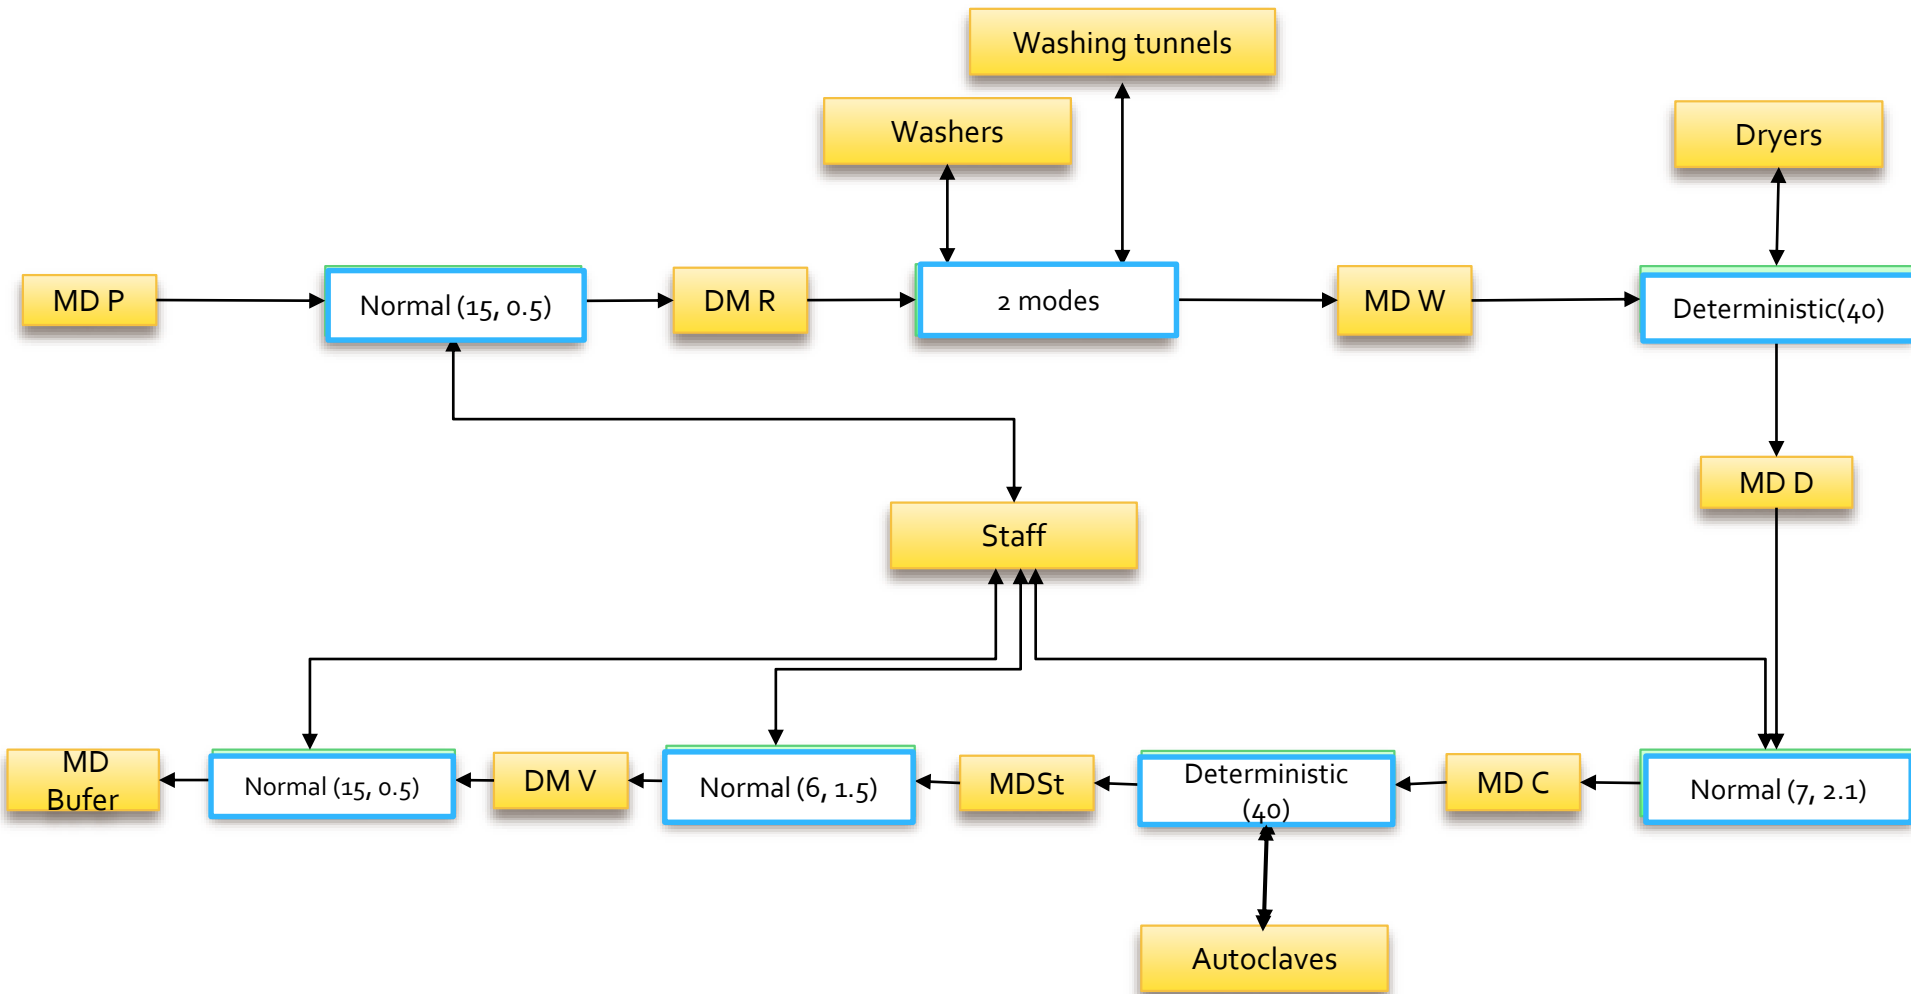 Washing tunnels
Washers
Dryers
MD P
Normal (15, 0.5)
DM R
2 modes
MD W
Deterministic(40)
MD D
Staff
MD
Bufer
Normal (15, 0.5)
DM V
Normal (6, 1.5)
MDSt
Deterministic
(40)
MD C
Normal (7, 2.1)
Autoclaves